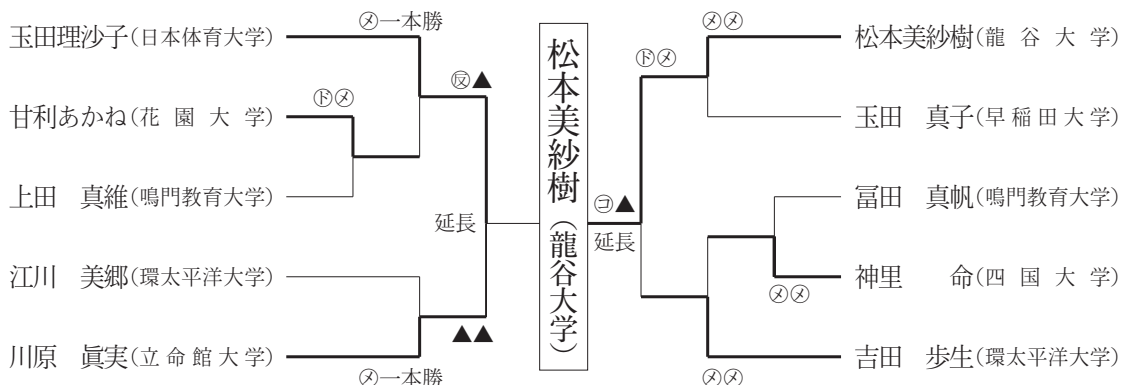 ㋱一本勝
玉田理沙子(日本体育大学)
㋬▲
㋣㋱
甘利あかね(花園大学)
上田 真維(鳴門教育大学)
延長
江川 美郷(環太平洋大学)
▲▲
川原 眞実(立命館大学)
㋱一本勝
松本美紗樹(龍谷大学)
㋱㋱
松本美紗樹(龍谷大学)
㋣㋱
玉田 真子(早稲田大学)
冨田 真帆(鳴門教育大学)
㋙▲
延長
神里 命(四国大学)
㋱㋱
吉田 歩生(環太平洋大学)
㋱㋱